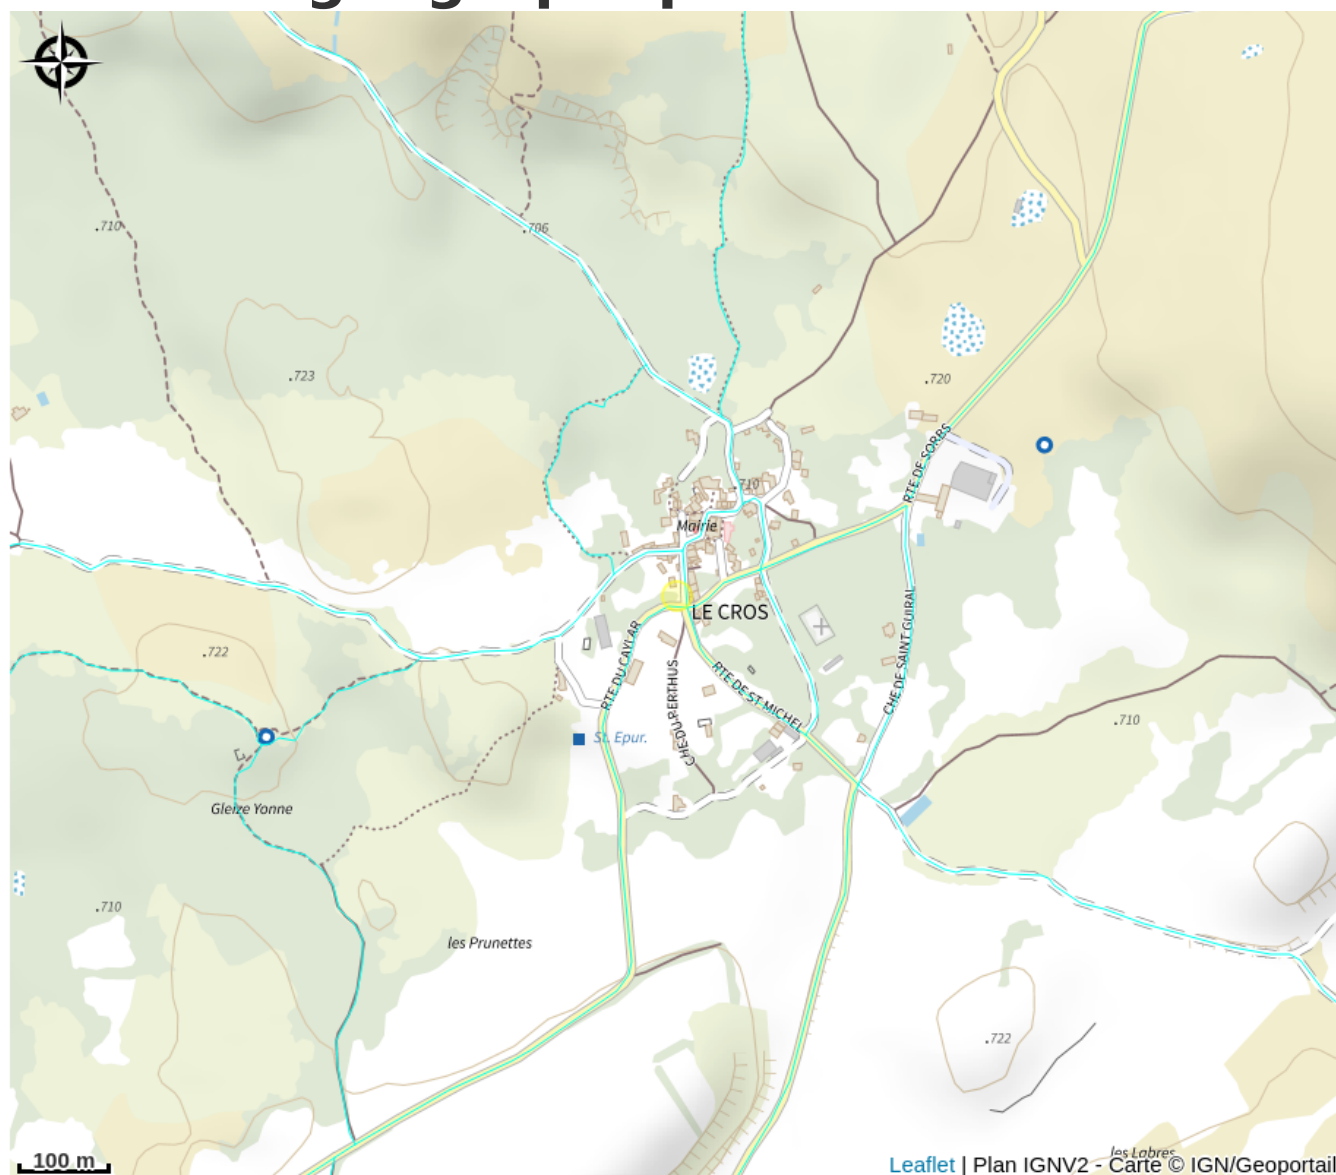 .710
.706
.723
.720
RTE DE SORBS
.710
Mairie
LE CROS
CHE DE SAINT GUIRAL
RTE DU CAYLAR
.722
CHE DU PERTHUS
RTE DE ST MICHEL
.710
St. Epur.
Gleize Yonne
.710
les Prunettes
.722
les Labres
100 m
Leaflet | Plan IGNV2 - Carte © IGN/Geoportail